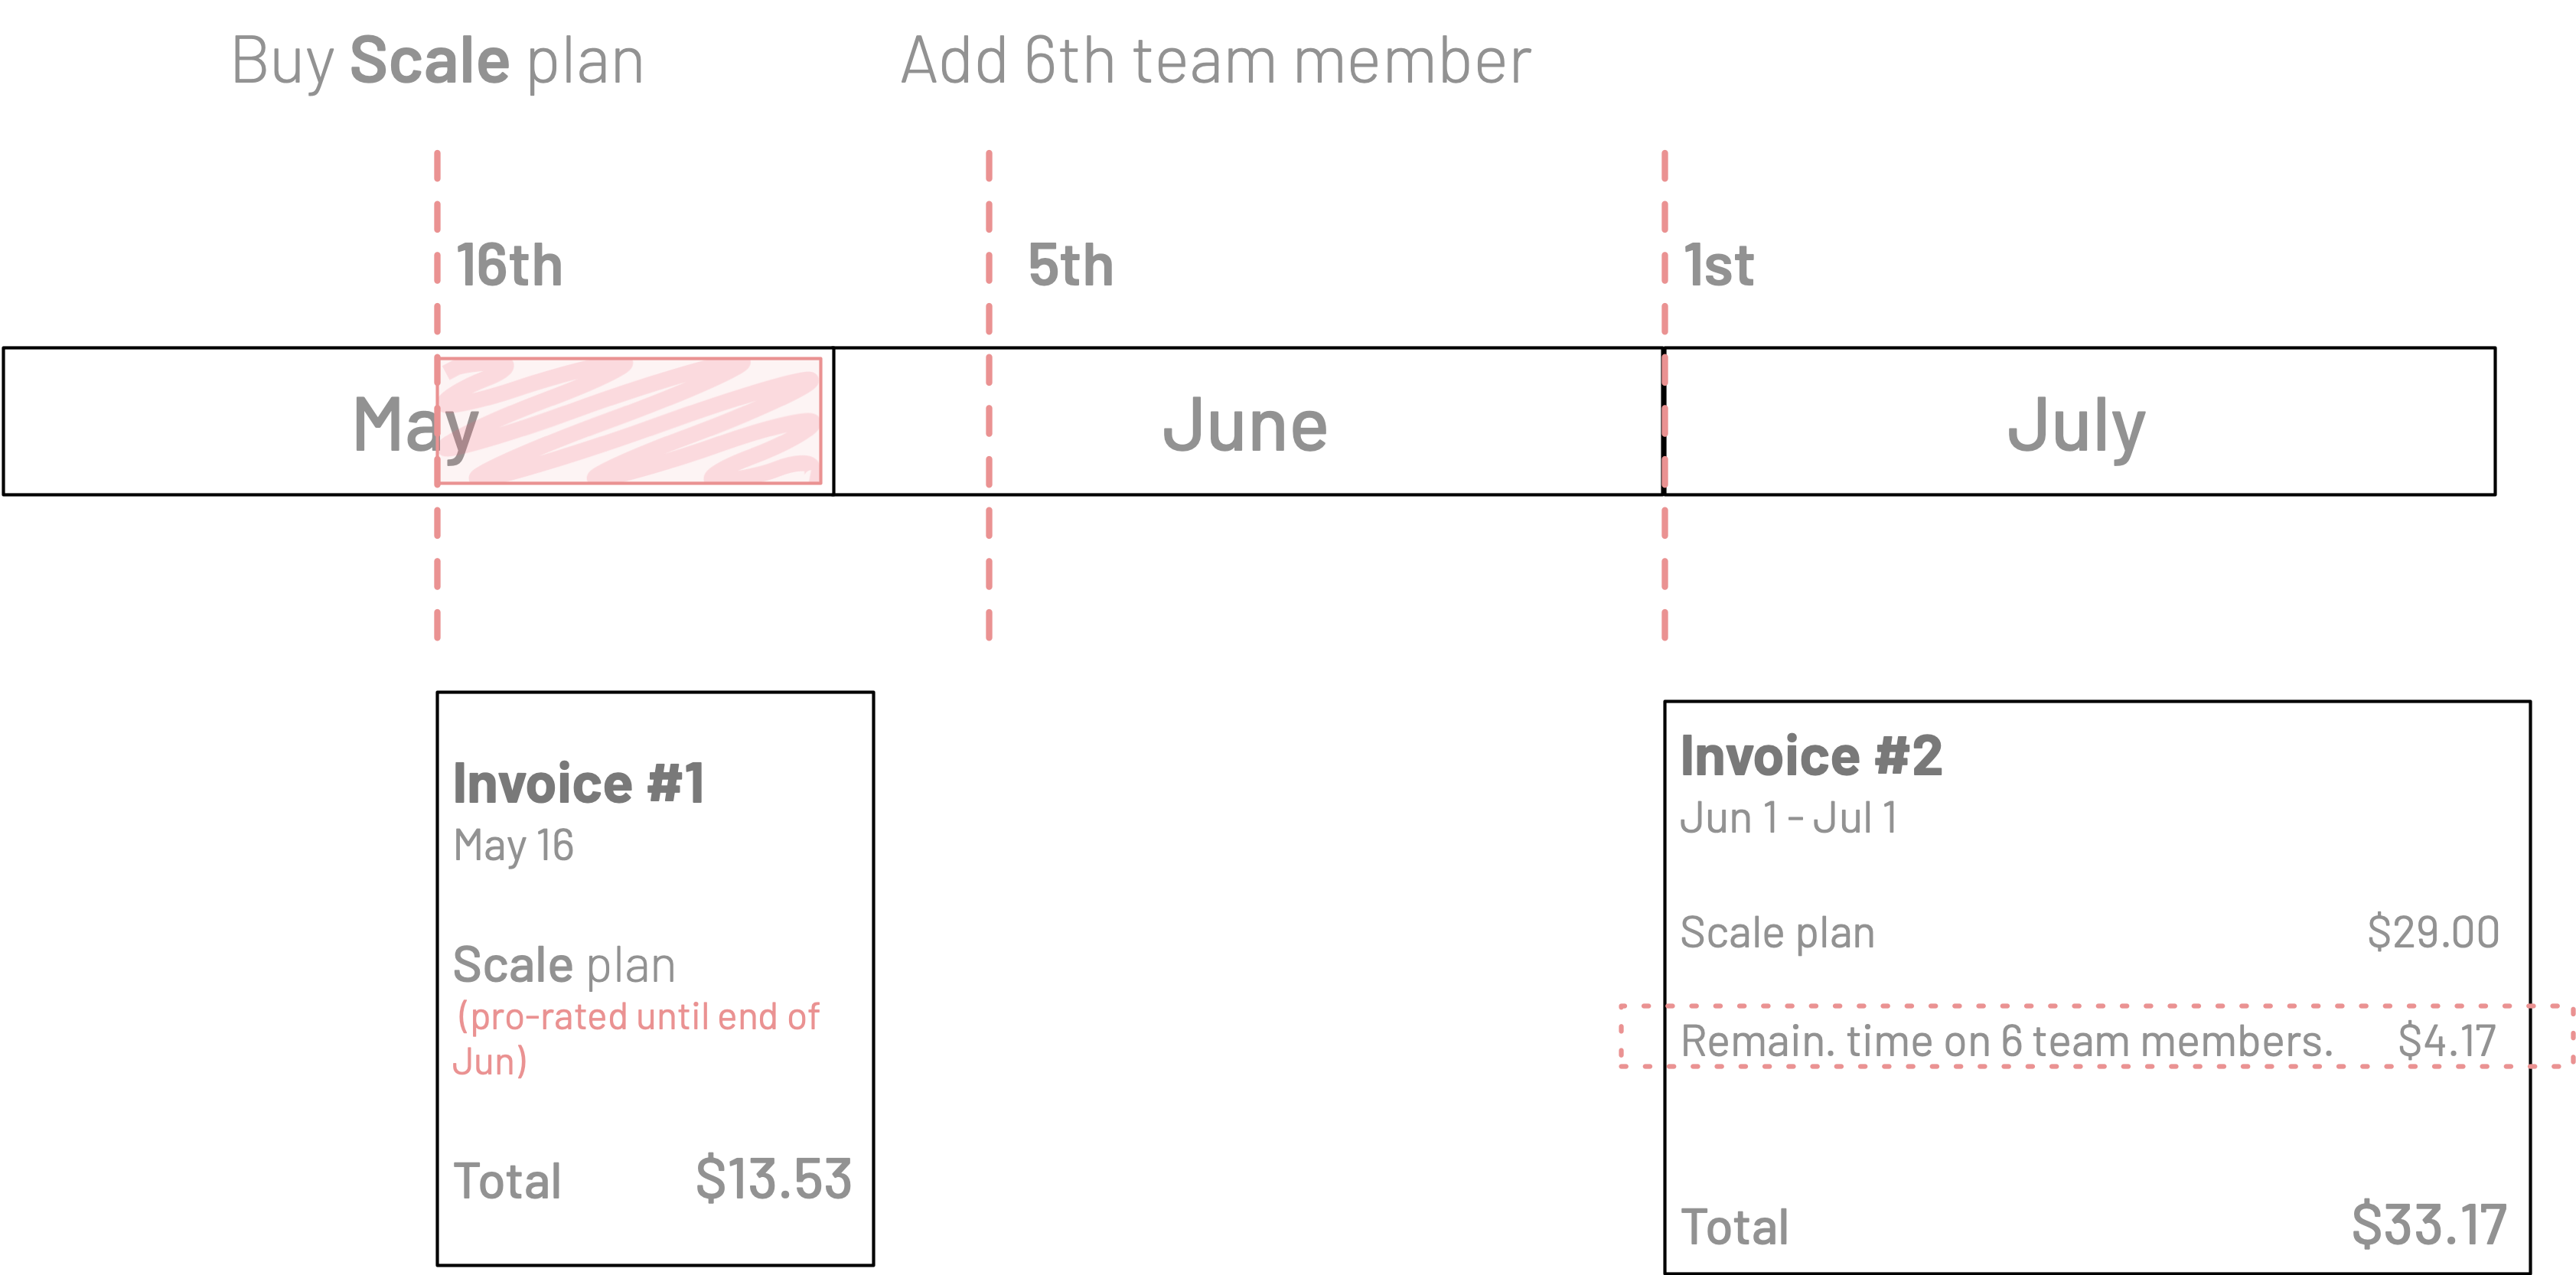 Buy Scale plan
Add 6th team member
16th
5th
1st
May
June
July
Invoice #1
May 16
Scale plan
(pro-rated until end of
Jun)
Total $13.53
Invoice #2
Jun 1 - Jul 1
Scale plan $29.00
Remain. time on 6 team members. $4.17
Total $33.17